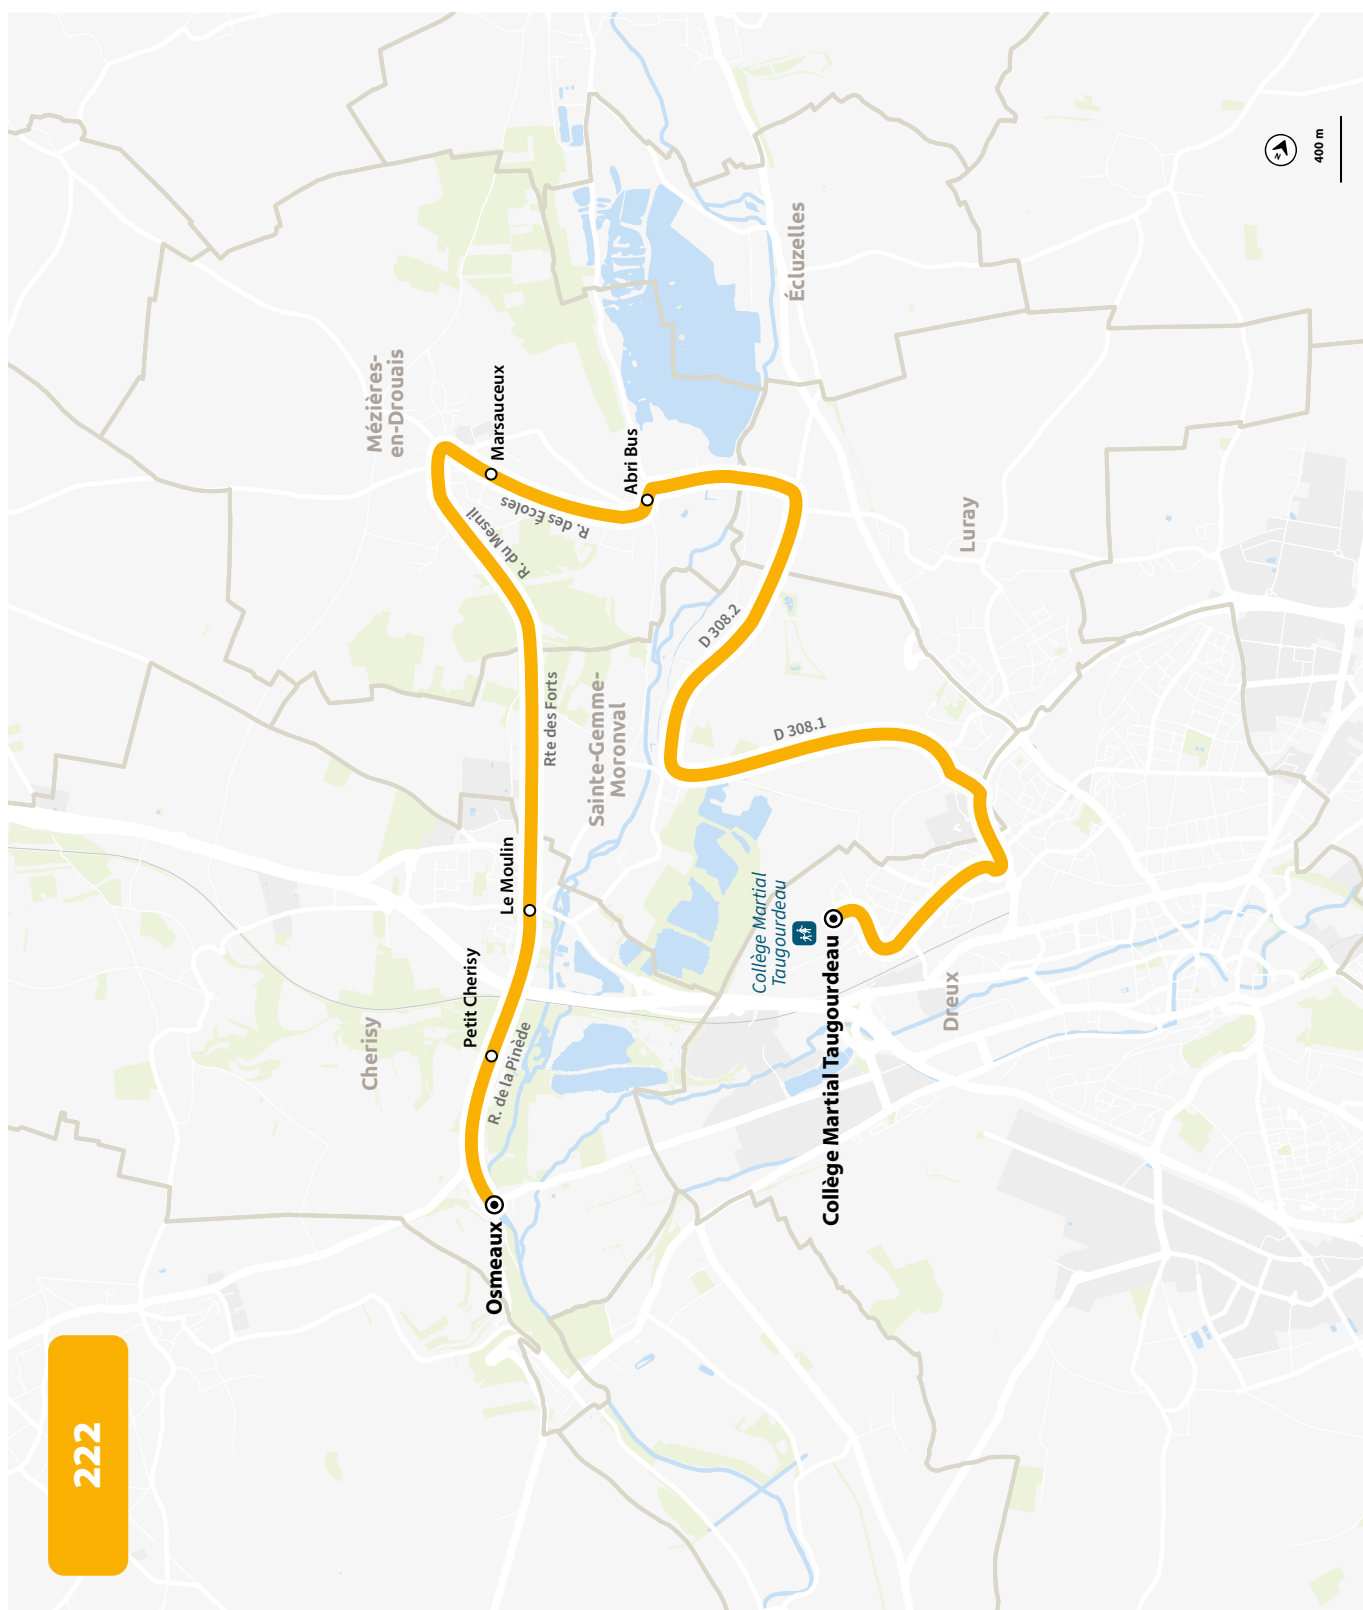 222
Osmeaux
Petit Cherisy
Le Moulin
Marsauceux
Abri Bus
Collège Martial Taugourdeau
Collège Martial
Taugourdeau
R. de la Pinède
Rte des Forts
R. du Mesnil
R. des Écoles
D 308.2
D 308.1
Cherisy
Sainte-Gemme-
Moronval
Mézières-
en-Drouais
Écluzelles
Luray
Dreux
N
400 m